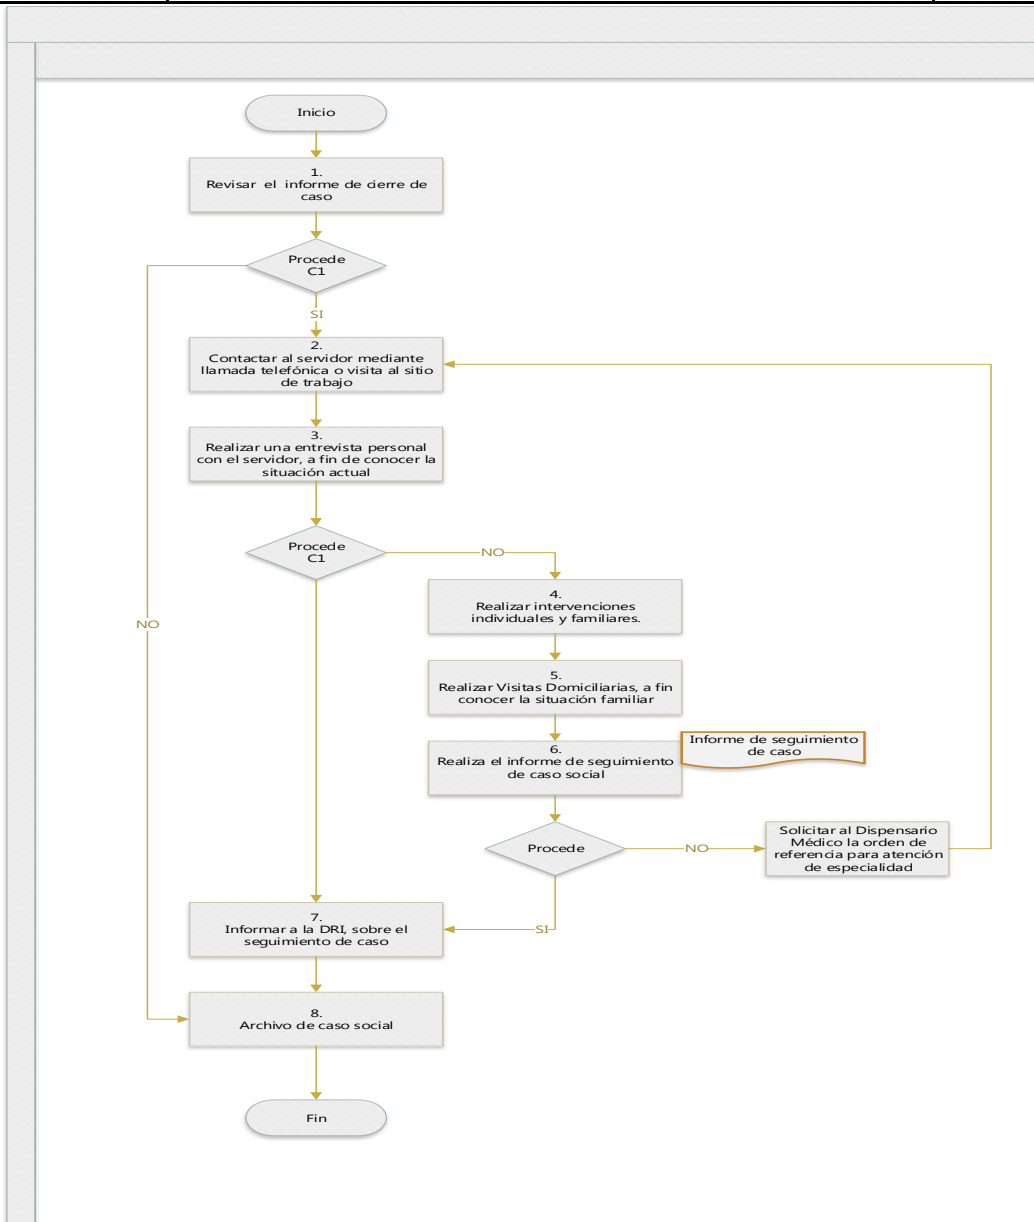 Inicio
1.
Revisar el informe de cierre de
caso
Procede
C1
SI
2.
Contactar al servidor mediante
llamada telefónica o visita al sitio
de trabajo
3.
Realizar una entrevista personal
con el servidor, a fin de conocer la
situación actual
Procede
C1
NO
4.
Realizar intervenciones
individuales y familiares.
NO
5.
Realizar Visitas Domiciliarias, a fin
conocer la situación familiar
6.
Realiza el informe de seguimiento
de caso social
Informe de seguimiento
de caso
Procede
NO
Solicitar al Dispensario
Médico la orden de
referencia para atención
de especialidad
SI
7.
Informar a la DRI, sobre el
seguimiento de caso
8.
Archivo de caso social
Fin